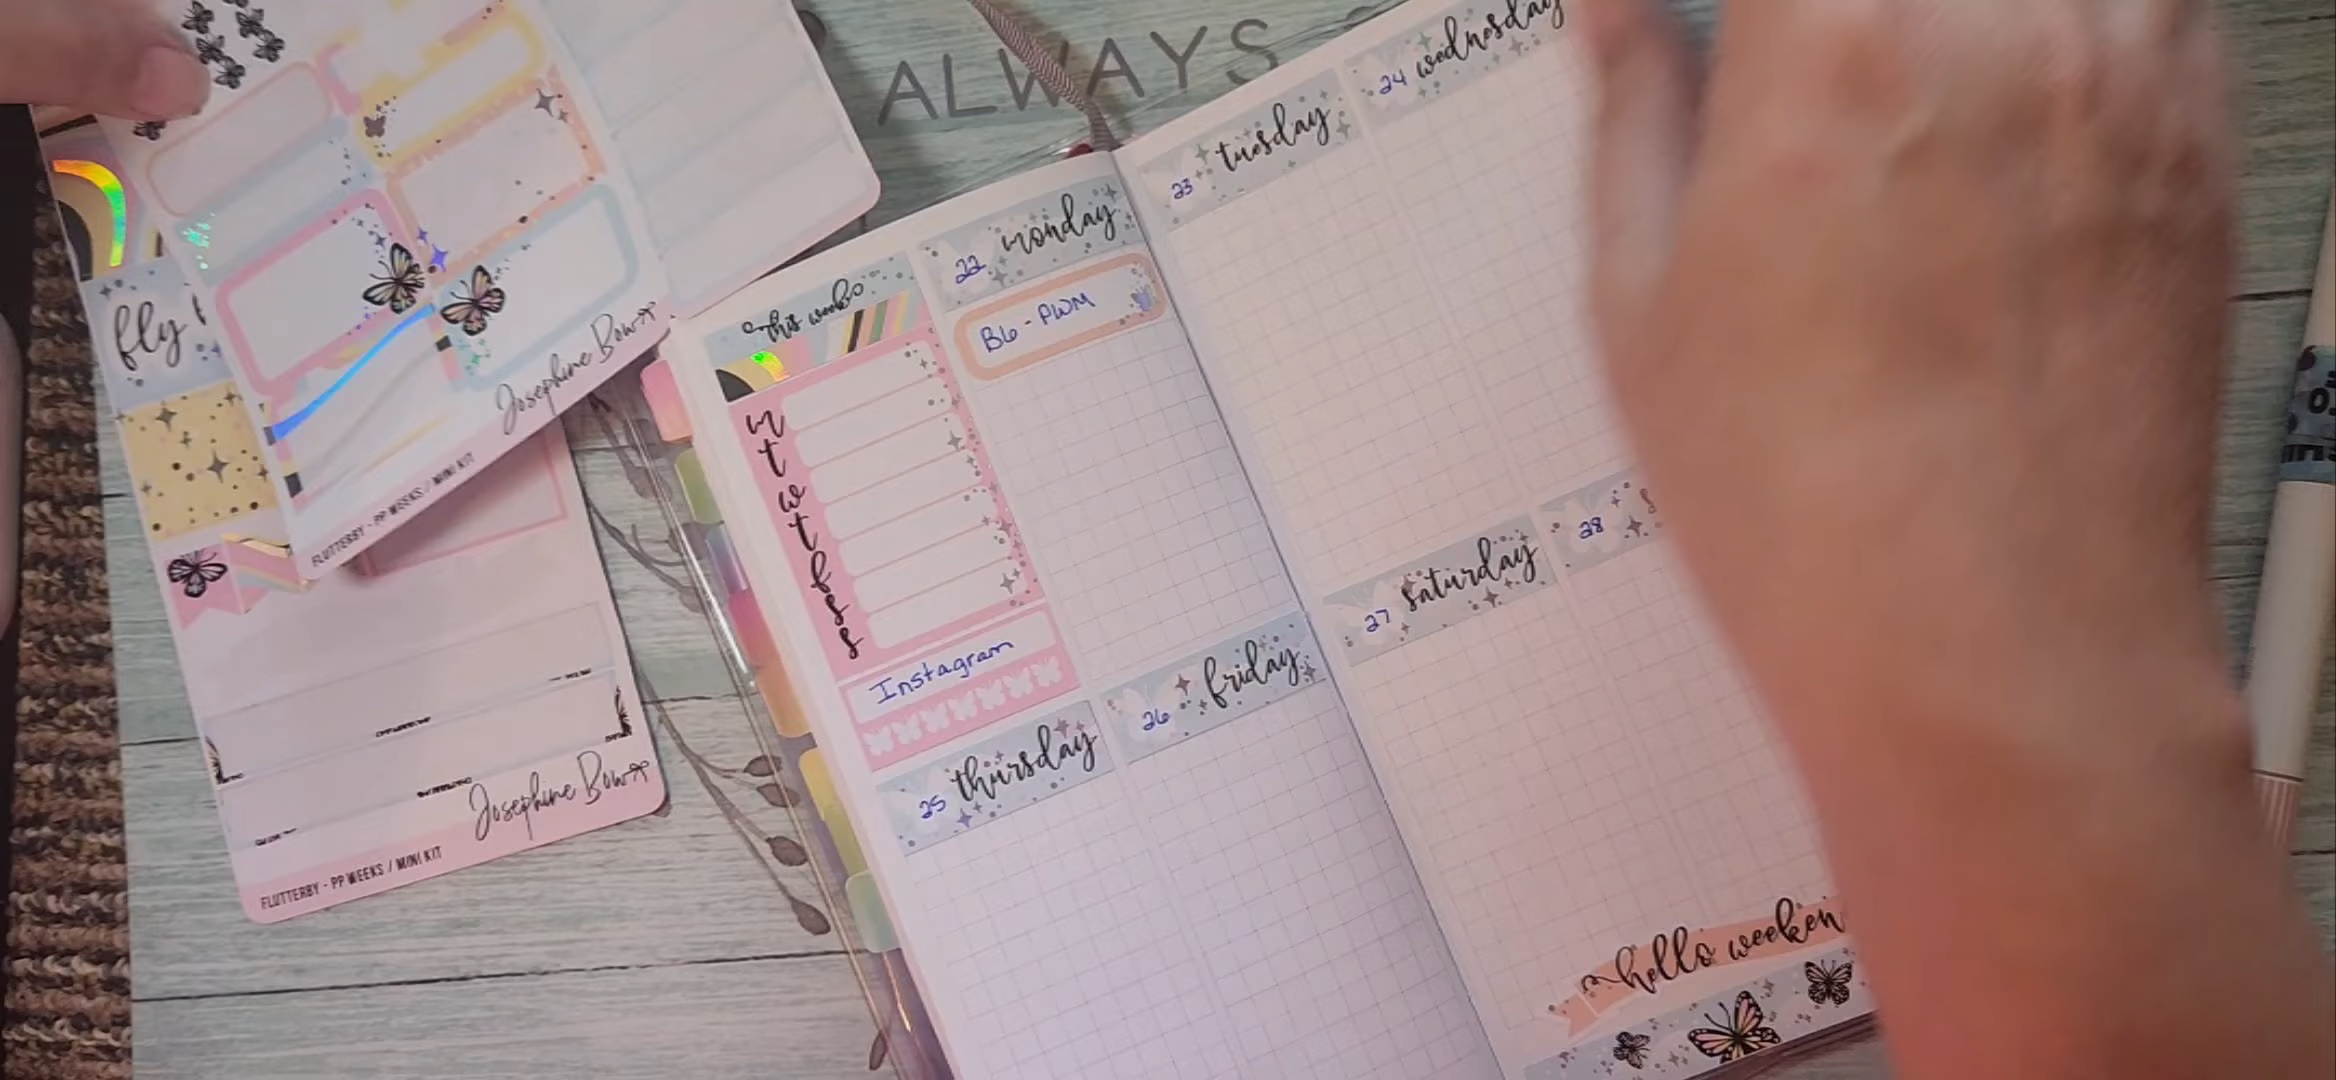 ALWAYS
24 wednesday
23 tuesday
22 monday
B6 - PWM
this week
m
t
w
t
f
s
s
Instagram
25 thursday
26 friday
27 saturday
28
hello weeken
fly
Josephine Bow
FLUTTERBY - PP WEEKS / MINI KIT
Josephine Bow
FLUTTERBY - PP WEEKS / MINI KIT